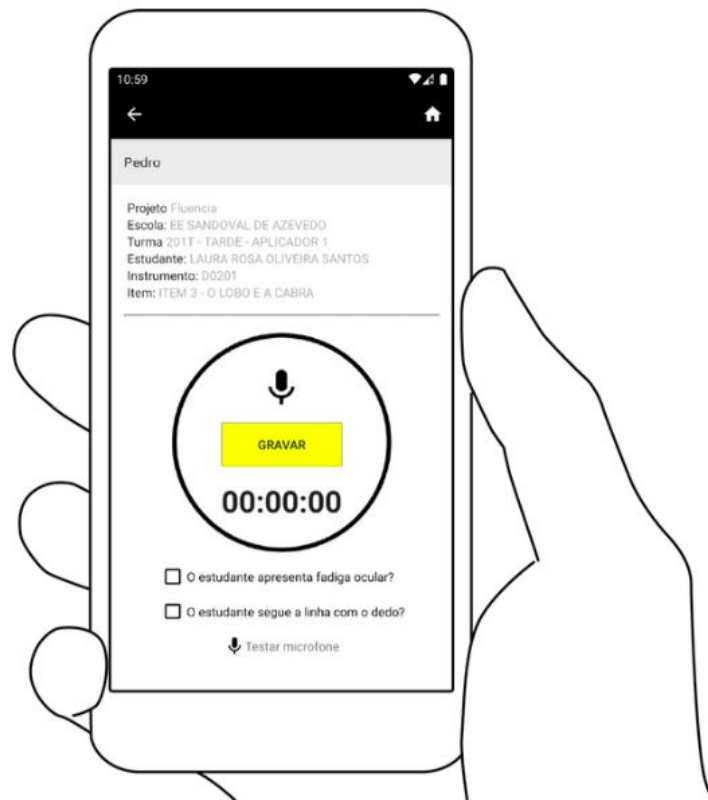 10:59
Pedro
Projeto Fluencia
Escola: EE SANDOVAL DE AZEVEDO
Turma 201T - TARDE - APLICADOR 1
Estudante: LAURA ROSA OLIVEIRA SANTOS
Instrumento: D0201
Item: ITEM 3 - O LOBO E A CABRA
GRAVAR
00:00:00
O estudante apresenta fadiga ocular?
O estudante segue a linha com o dedo?
Testar microfone